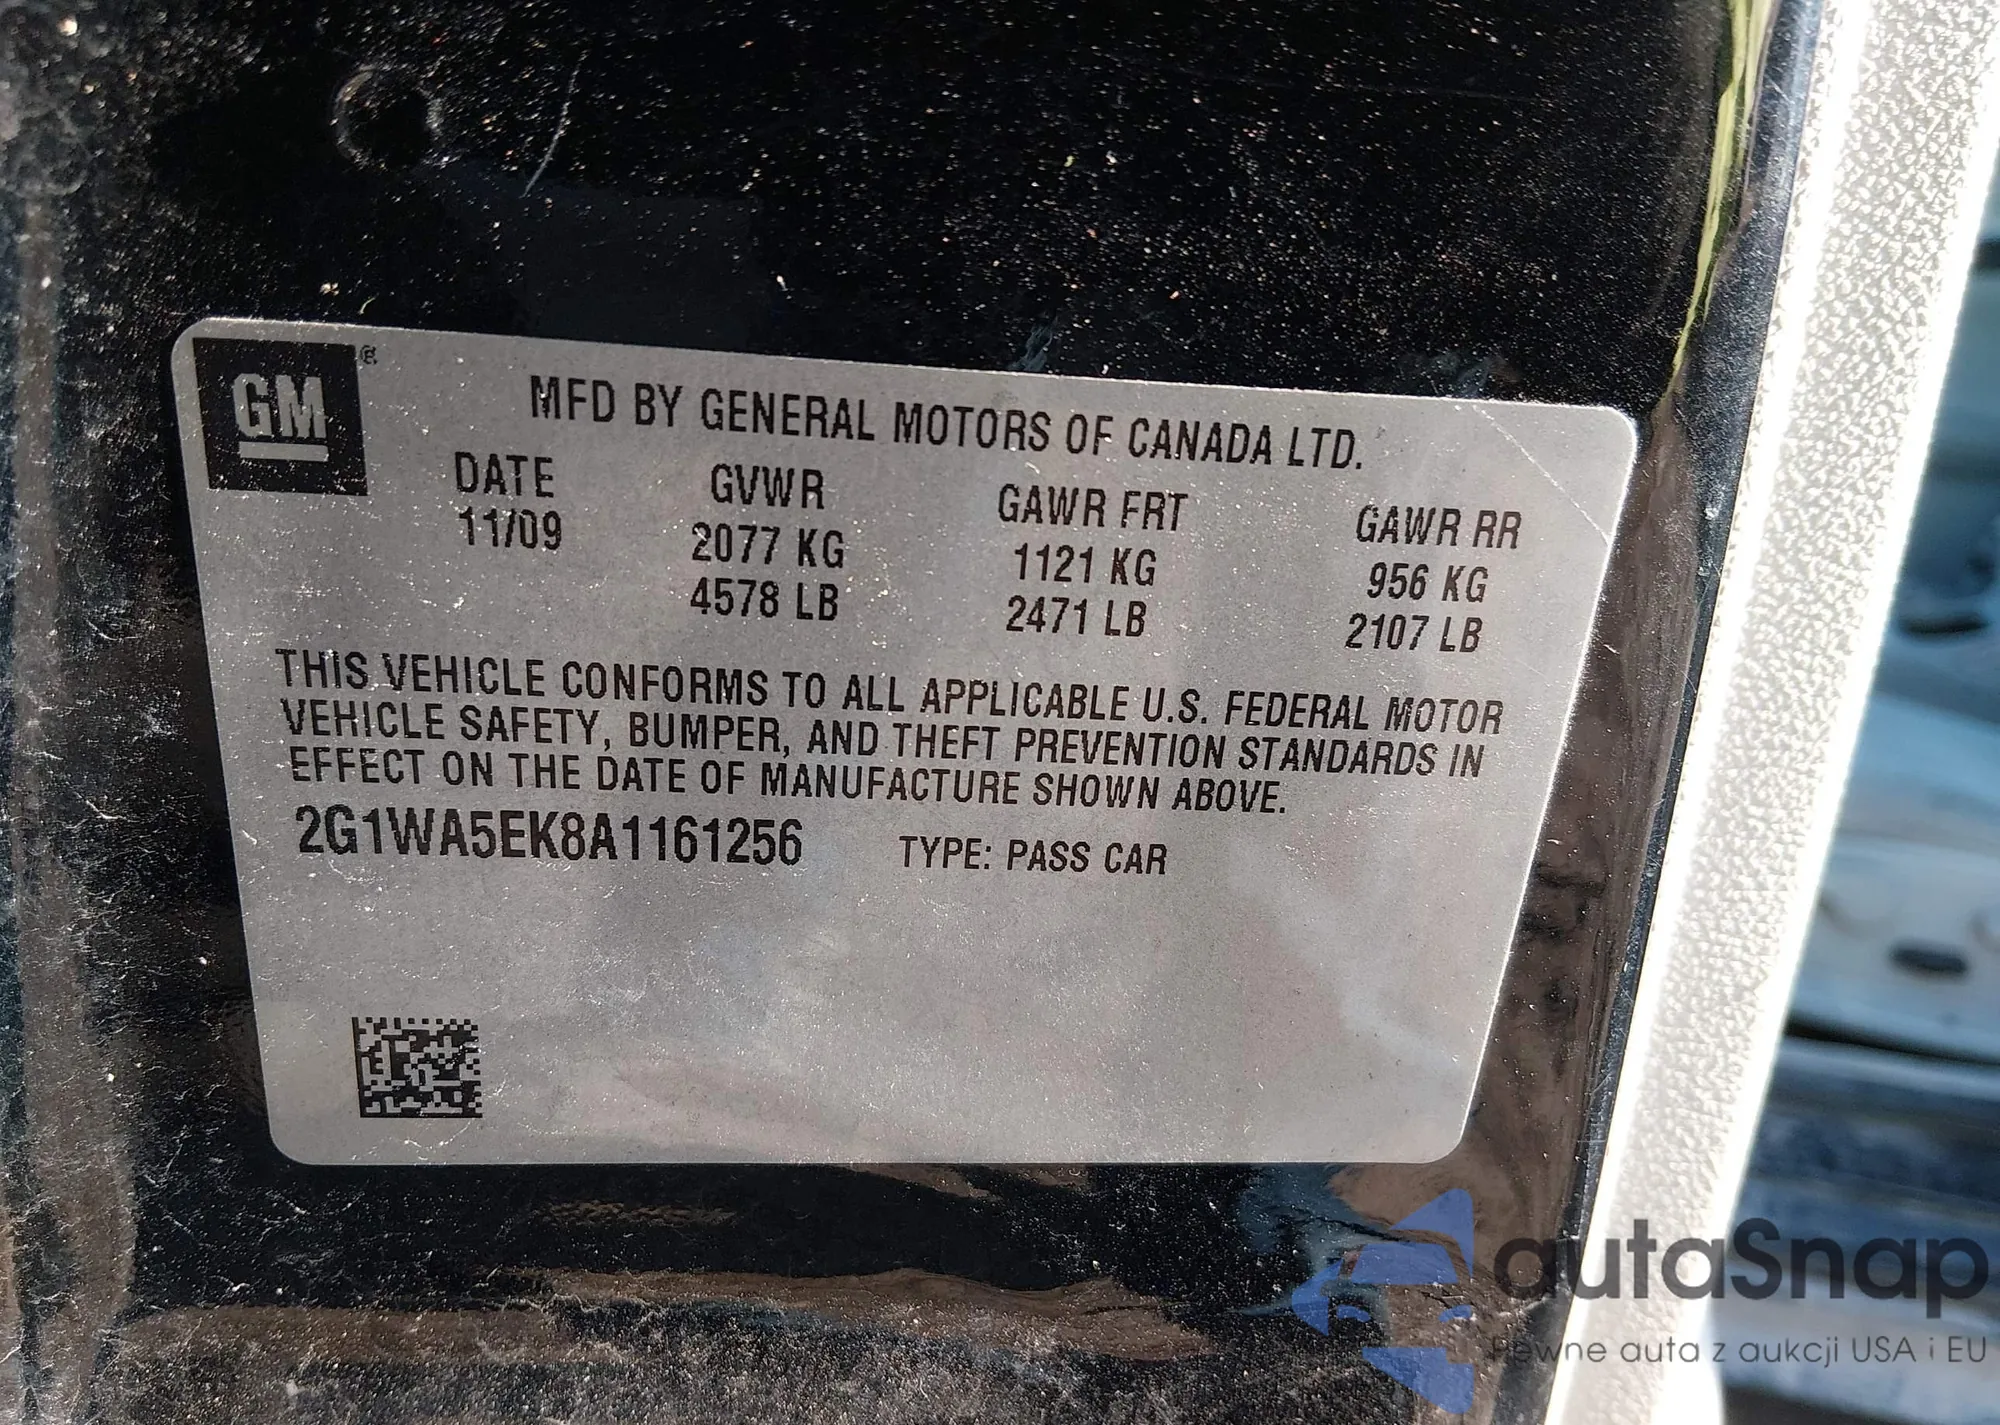 GM ®
MFD BY GENERAL MOTORS OF CANADA LTD.
DATE GVWR GAWR FRT GAWR RR
11/09 2077 KG 1121 KG 956 KG
4578 LB 2471 LB 2107 LB
THIS VEHICLE CONFORMS TO ALL APPLICABLE U.S. FEDERAL MOTOR
VEHICLE SAFETY, BUMPER, AND THEFT PREVENTION STANDARDS IN
EFFECT ON THE DATE OF MANUFACTURE SHOWN ABOVE.
2G1WA5EK8A1161256 TYPE: PASS CAR
autaSnap
Pewne auta z aukcji USA i EU